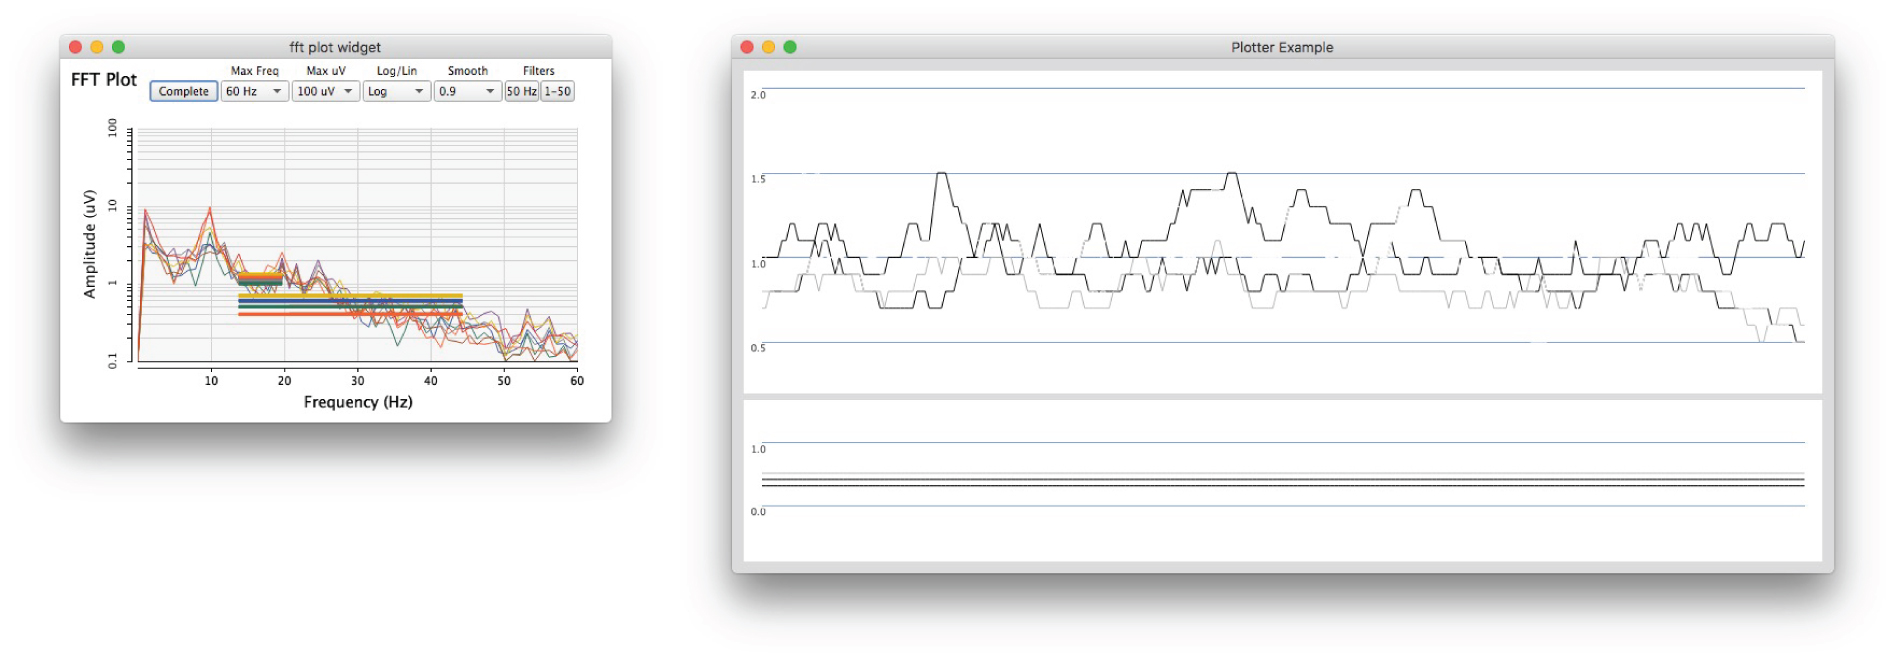 fft plot widget
FFT Plot
Max Freq Max uV Log/Lin Smooth Filters
Complete 60 Hz 100 uV Log 0.9 50 Hz 1-50
Amplitude (uV)
100
10
1
0.1
10 20 30 40 50 60
Frequency (Hz)
Plotter Example
2.0
1.5
1.0
0.5
1.0
0.0